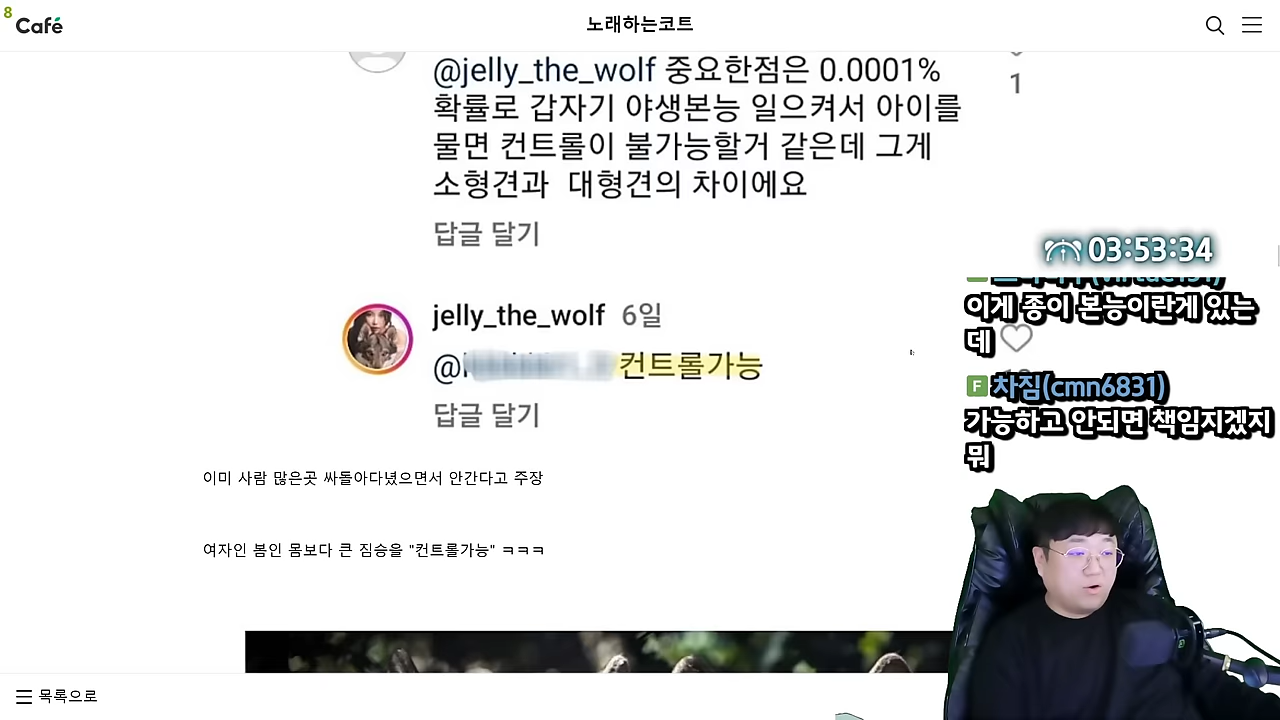 8
Café
노래하는코트
@jelly_the_wolf 중요한점은 0.0001%
확률로 갑자기 야생본능 일으켜서 아이를
물면 컨트롤이 불가능할거 같은데 그게
소형견과 대형견의 차이에요
답글 달기
1
jelly_the_wolf 6일
@ 컨트롤가능
답글 달기
이미 사람 많은곳 싸돌아다녔으면서 안간다고 주장
여자인 봄인 몸보다 큰 짐승을 "컨트롤가능" ㅋㅋㅋ
03:53:34
이게 종이 본능이란게 있는
데
F 차짐(cmn6831)
가능하고 안되면 책임지겠지
뭐
목록으로